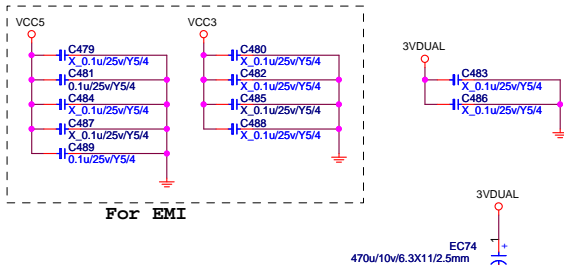 VCC5
C479
X_0.1u/25v/Y5/4
C481
0.1u/25v/Y5/4
C484
X_0.1u/25v/Y5/4
C487
X_0.1u/25v/Y5/4
C489
0.1u/25v/Y5/4
VCC3
C480
X_0.1u/25v/Y5/4
C482
X_0.1u/25v/Y5/4
C485
X_0.1u/25v/Y5/4
C488
X_0.1u/25v/Y5/4
For EMI
3VDUAL
C483
X_0.1u/25v/Y5/4
C486
X_0.1u/25v/Y5/4
3VDUAL
1
+
EC74
470u/10v/6.3X11/2.5mm